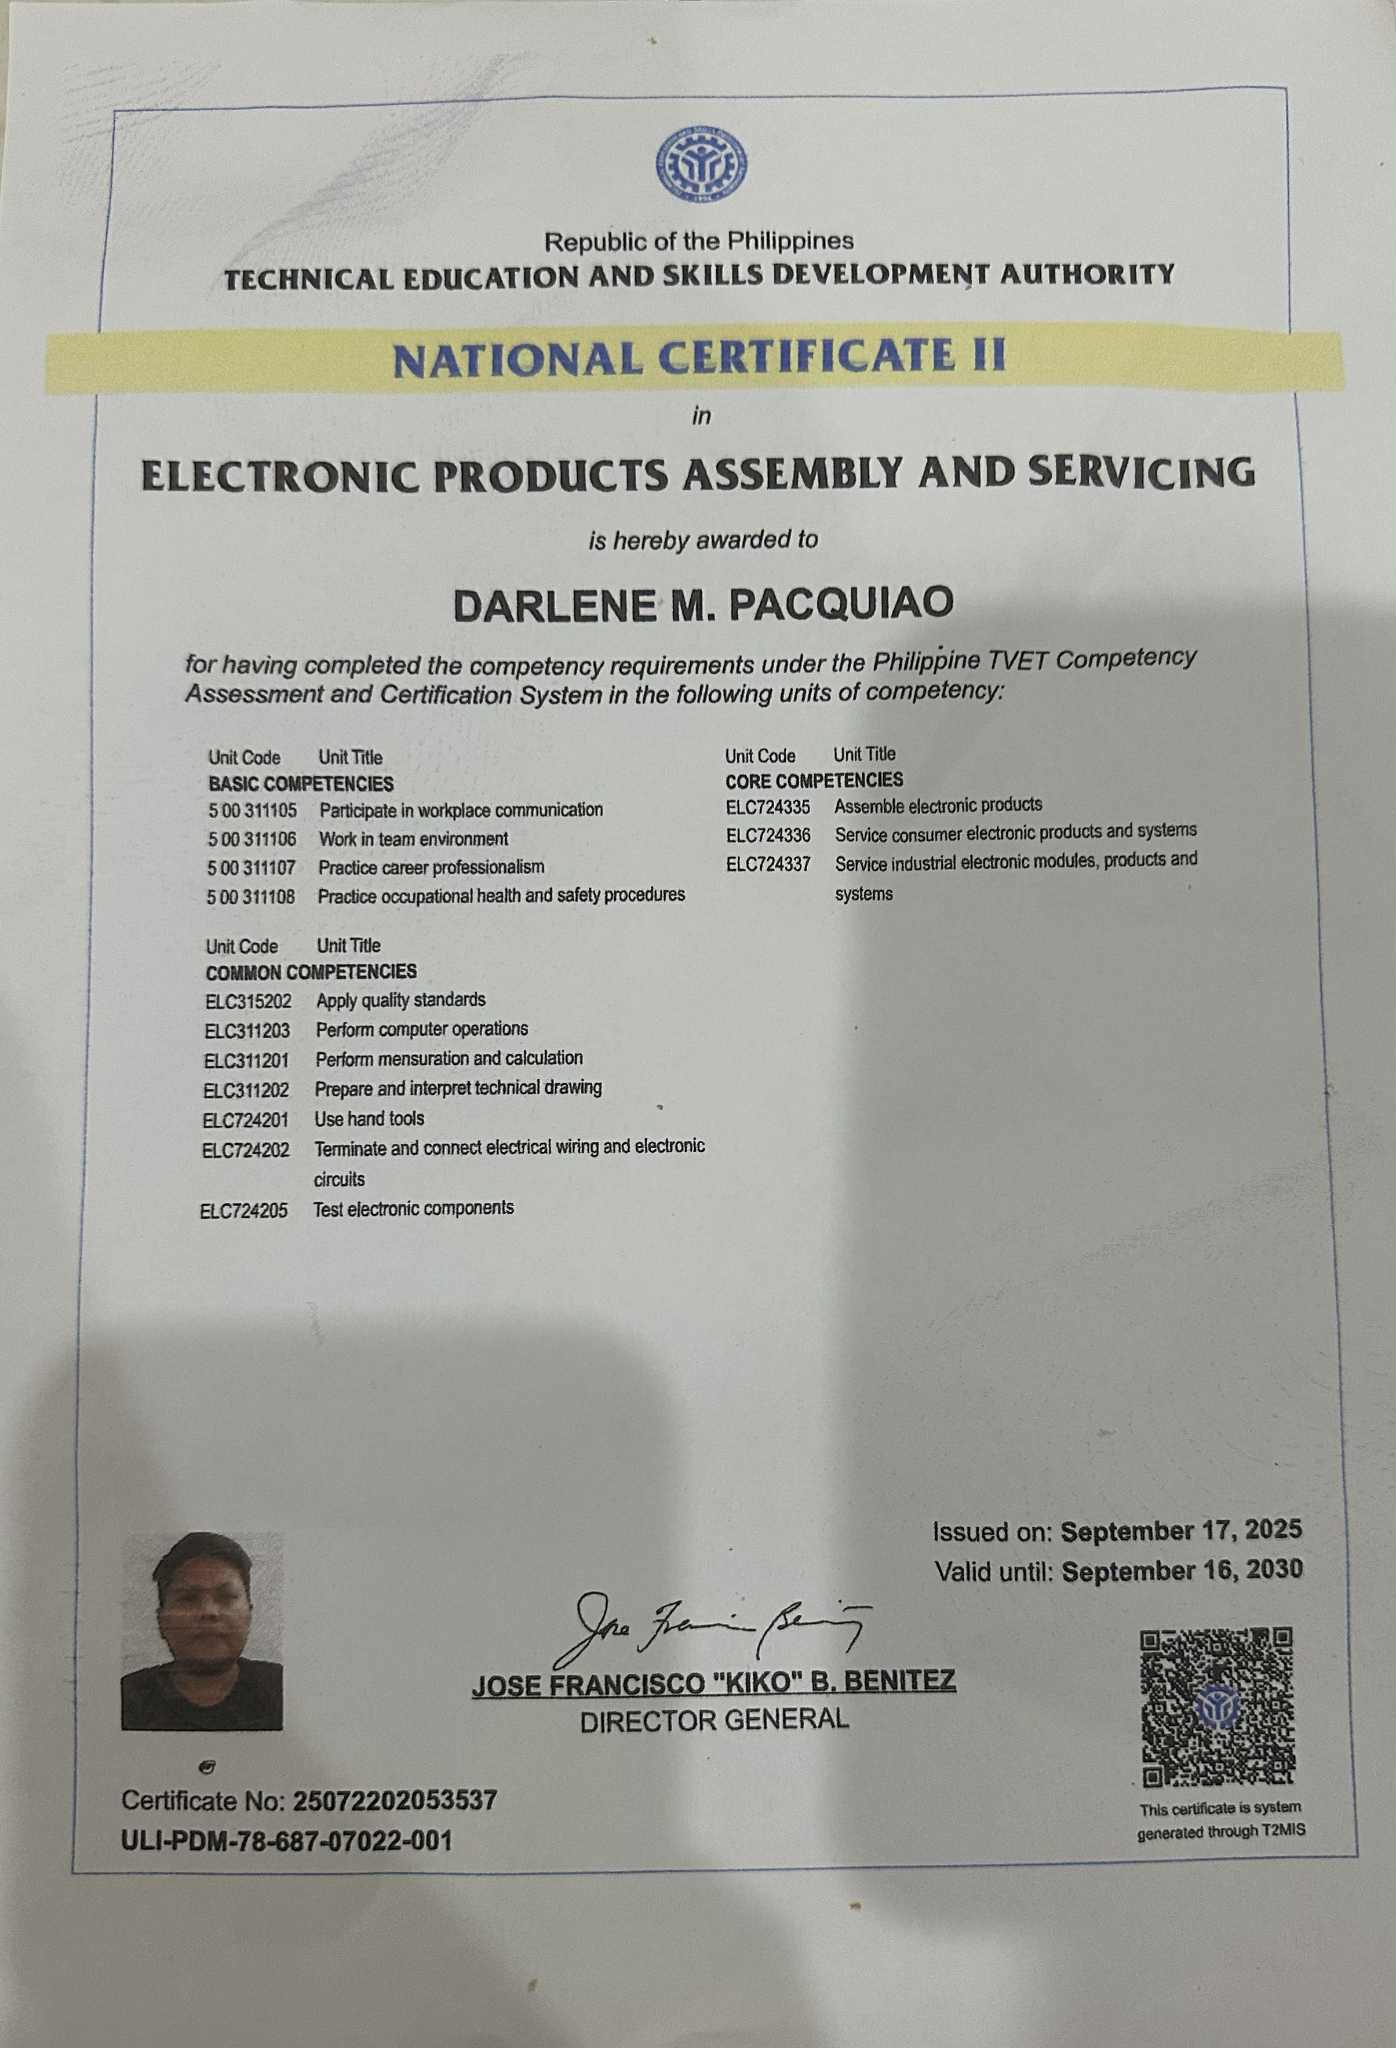 Republic of the Philippines
TECHNICAL EDUCATION AND SKILLS DEVELOPMENT AUTHORITY
NATIONAL CERTIFICATE II
in
ELECTRONIC PRODUCTS ASSEMBLY AND SERVICING
is hereby awarded to
DARLENE M. PACQUIAO
for having completed the competency requirements under the Philippine TVET Competency
Assessment and Certification System in the following units of competency:
Unit Code Unit Title
BASIC COMPETENCIES
5 00 311105 Participate in workplace communication
5 00 311106 Work in team environment
5 00 311107 Practice career professionalism
5 00 311108 Practice occupational health and safety procedures
Unit Code Unit Title
COMMON COMPETENCIES
ELC315202 Apply quality standards
ELC311203 Perform computer operations
ELC311201 Perform mensuration and calculation
ELC311202 Prepare and interpret technical drawing
ELC724201 Use hand tools
ELC724202 Terminate and connect electrical wiring and electronic
circuits
ELC724205 Test electronic components
Unit Code Unit Title
CORE COMPETENCIES
ELC724335 Assemble electronic products
ELC724336 Service consumer electronic products and systems
ELC724337 Service industrial electronic modules, products and
systems
Issued on: September 17, 2025
Valid until: September 16, 2030
JOSE FRANCISCO "KIKO" B. BENITEZ
DIRECTOR GENERAL
Certificate No: 25072202053537
ULI-PDM-78-687-07022-001
This certificate is system
generated through T2MIS